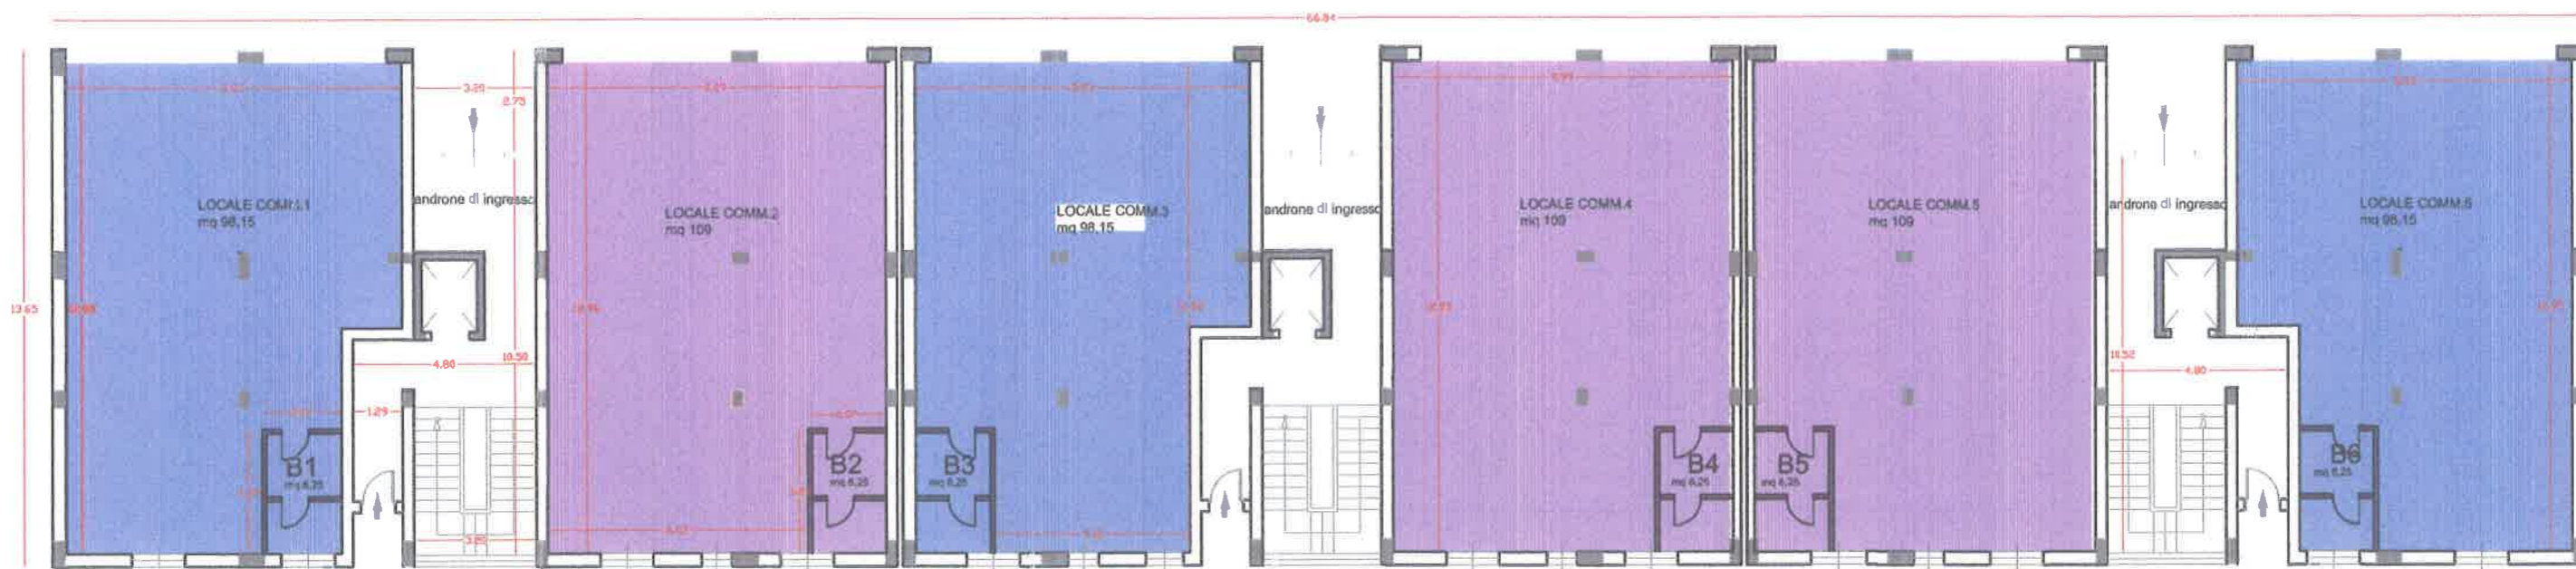 66.84
3.20
2.75
LOCALE COMM.1
mq 98,15
androne di ingresso
LOCALE COMM.2
mq 109
LOCALE COMM.3
mq 98,15
androne di ingresso
LOCALE COMM.4
mq 109
LOCALE COMM.5
mq 109
androne di ingresso
LOCALE COMM.6
mq 98,15
13.65
4.80
10.50
10.52
4.80
1.29
B1
mq 6,25
B2
mq 6,25
B3
mq 6,25
B4
mq 6,25
B5
mq 6,25
B6
mq 6,25
3.20